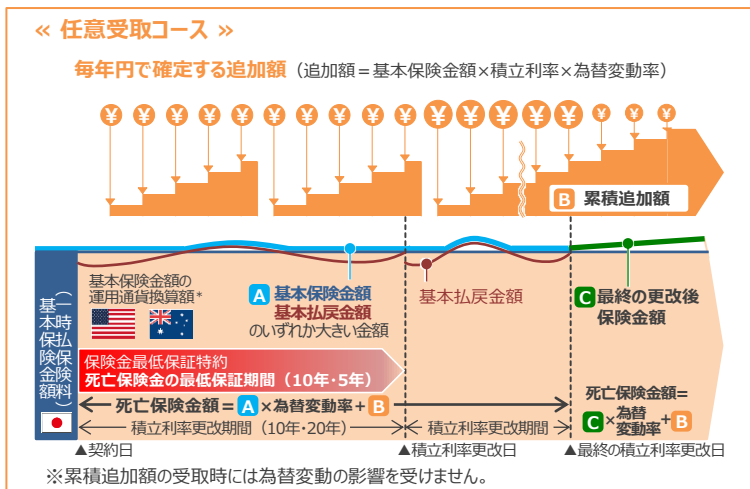 ≪ 任意受取コース ≫
毎年円で確定する追加額（追加額＝基本保険金額×積立利率×為替変動率）
¥ ¥ ¥ ¥ ¥ ¥ ¥ ¥ ¥ ¥ ¥ ¥ ¥ ¥ ¥ ¥ ¥ ¥
B 累積追加額
基本保険金額
（一時払保険料）
基本保険金額の
運用通貨換算額*
A 基本保険金額
基本払戻金額
のいずれか大きい金額
基本払戻金額
C 最終の更改後
保険金額
保険金最低保証特約
死亡保険金の最低保証期間（10年・5年）
死亡保険金額＝A×為替変動率＋B
死亡保険金額＝
C×為替変動率＋B
積立利率更改期間（10年・20年）
積立利率更改期間
▲契約日
▲積立利率更改日
▲最終の積立利率更改日
※累積追加額の受取時には為替変動の影響を受けません。